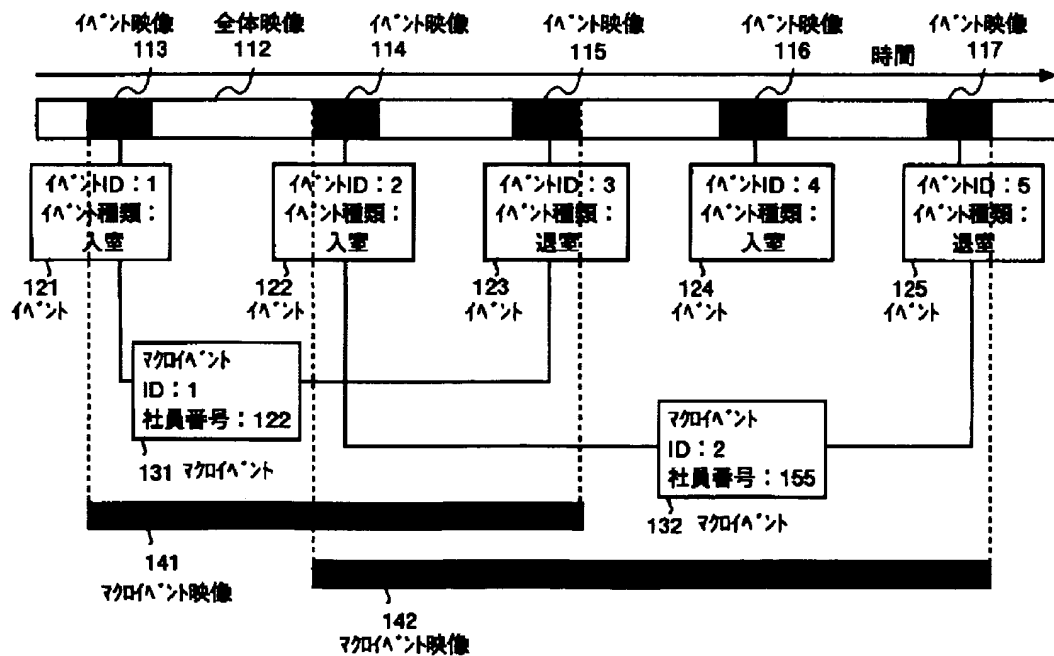 イベント映像
113
全体映像
112
イベント映像
114
イベント映像
115
イベント映像
116
イベント映像
117
時間
イベントID：1
イベント種類：
入室
イベントID：2
イベント種類：
入室
イベントID：3
イベント種類：
退室
イベントID：4
イベント種類：
入室
イベントID：5
イベント種類：
退室
121
イベント
122
イベント
123
イベント
124
イベント
125
イベント
マクロイベント
ID：1
社員番号：122
131 マクロイベント
マクロイベント
ID：2
社員番号：155
132 マクロイベント
141
マクロイベント映像
142
マクロイベント映像